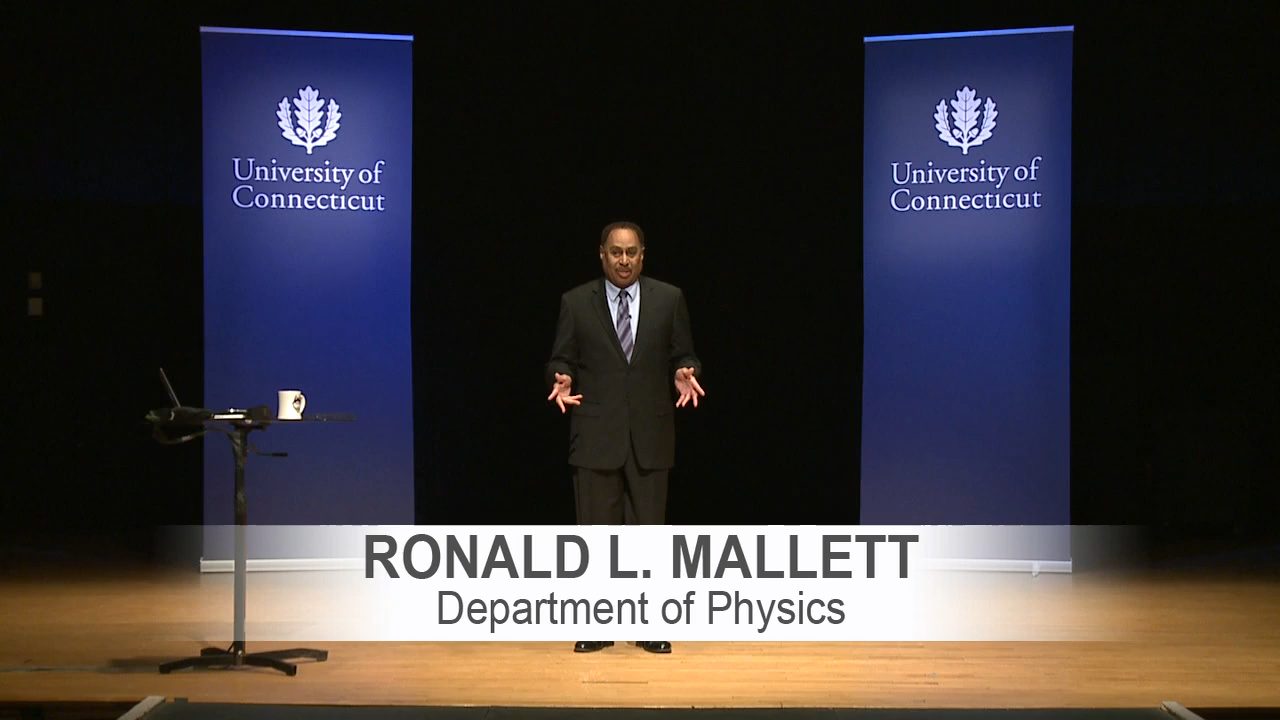 University of
Connecticut
University of
Connecticut
RONALD L. MALLETT
Department of Physics